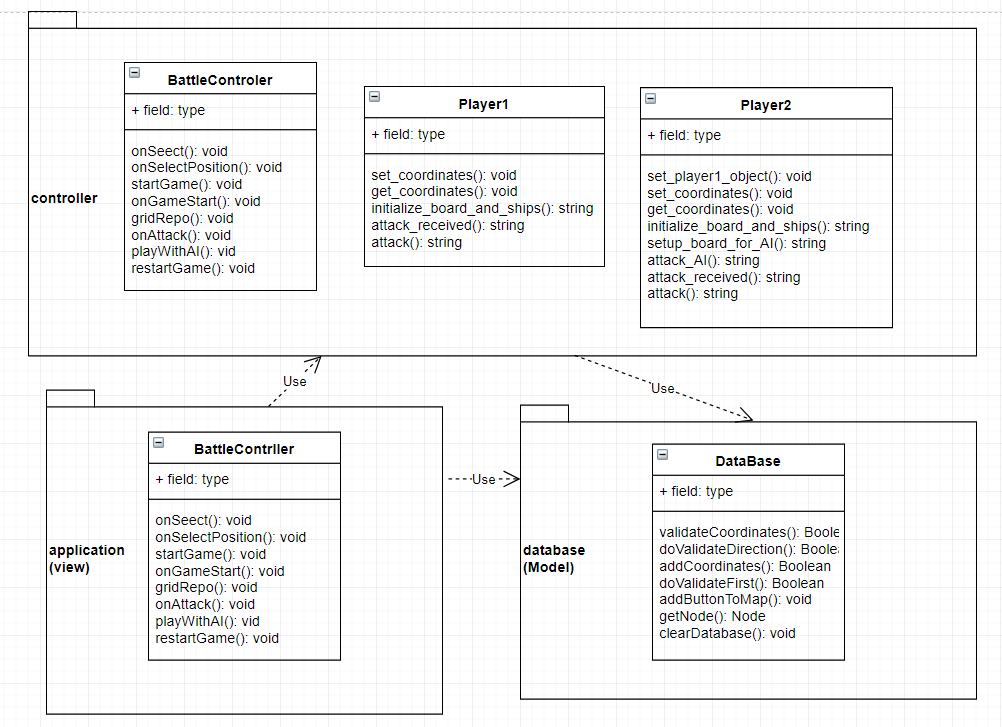 controller
BattleControler
+ field: type
onSeect(): void
onSelectPosition(): void
startGame(): void
onGameStart(): void
gridRepo(): void
onAttack(): void
playWithAI(): vid
restartGame(): void
Player1
+ field: type
set_coordinates(): void
get_coordinates(): void
initialize_board_and_ships(): string
attack_received(): string
attack(): string
Player2
+ field: type
set_player1_object(): void
set_coordinates(): void
get_coordinates(): void
initialize_board_and_ships(): string
setup_board_for_AI(): string
attack_AI(): string
attack_received(): string
attack(): string
Use
Use
application
(view)
BattleContrller
+ field: type
onSeect(): void
onSelectPosition(): void
startGame(): void
onGameStart(): void
gridRepo(): void
onAttack(): void
playWithAI(): vid
restartGame(): void
Use
database
(Model)
DataBase
+ field: type
validateCoordinates(): Boole
doValidateDirection(): Boole
addCoordinates(): Boolean
doValidateFirst(): Boolean
addButtonToMap(): void
getNode(): Node
clearDatabase(): void